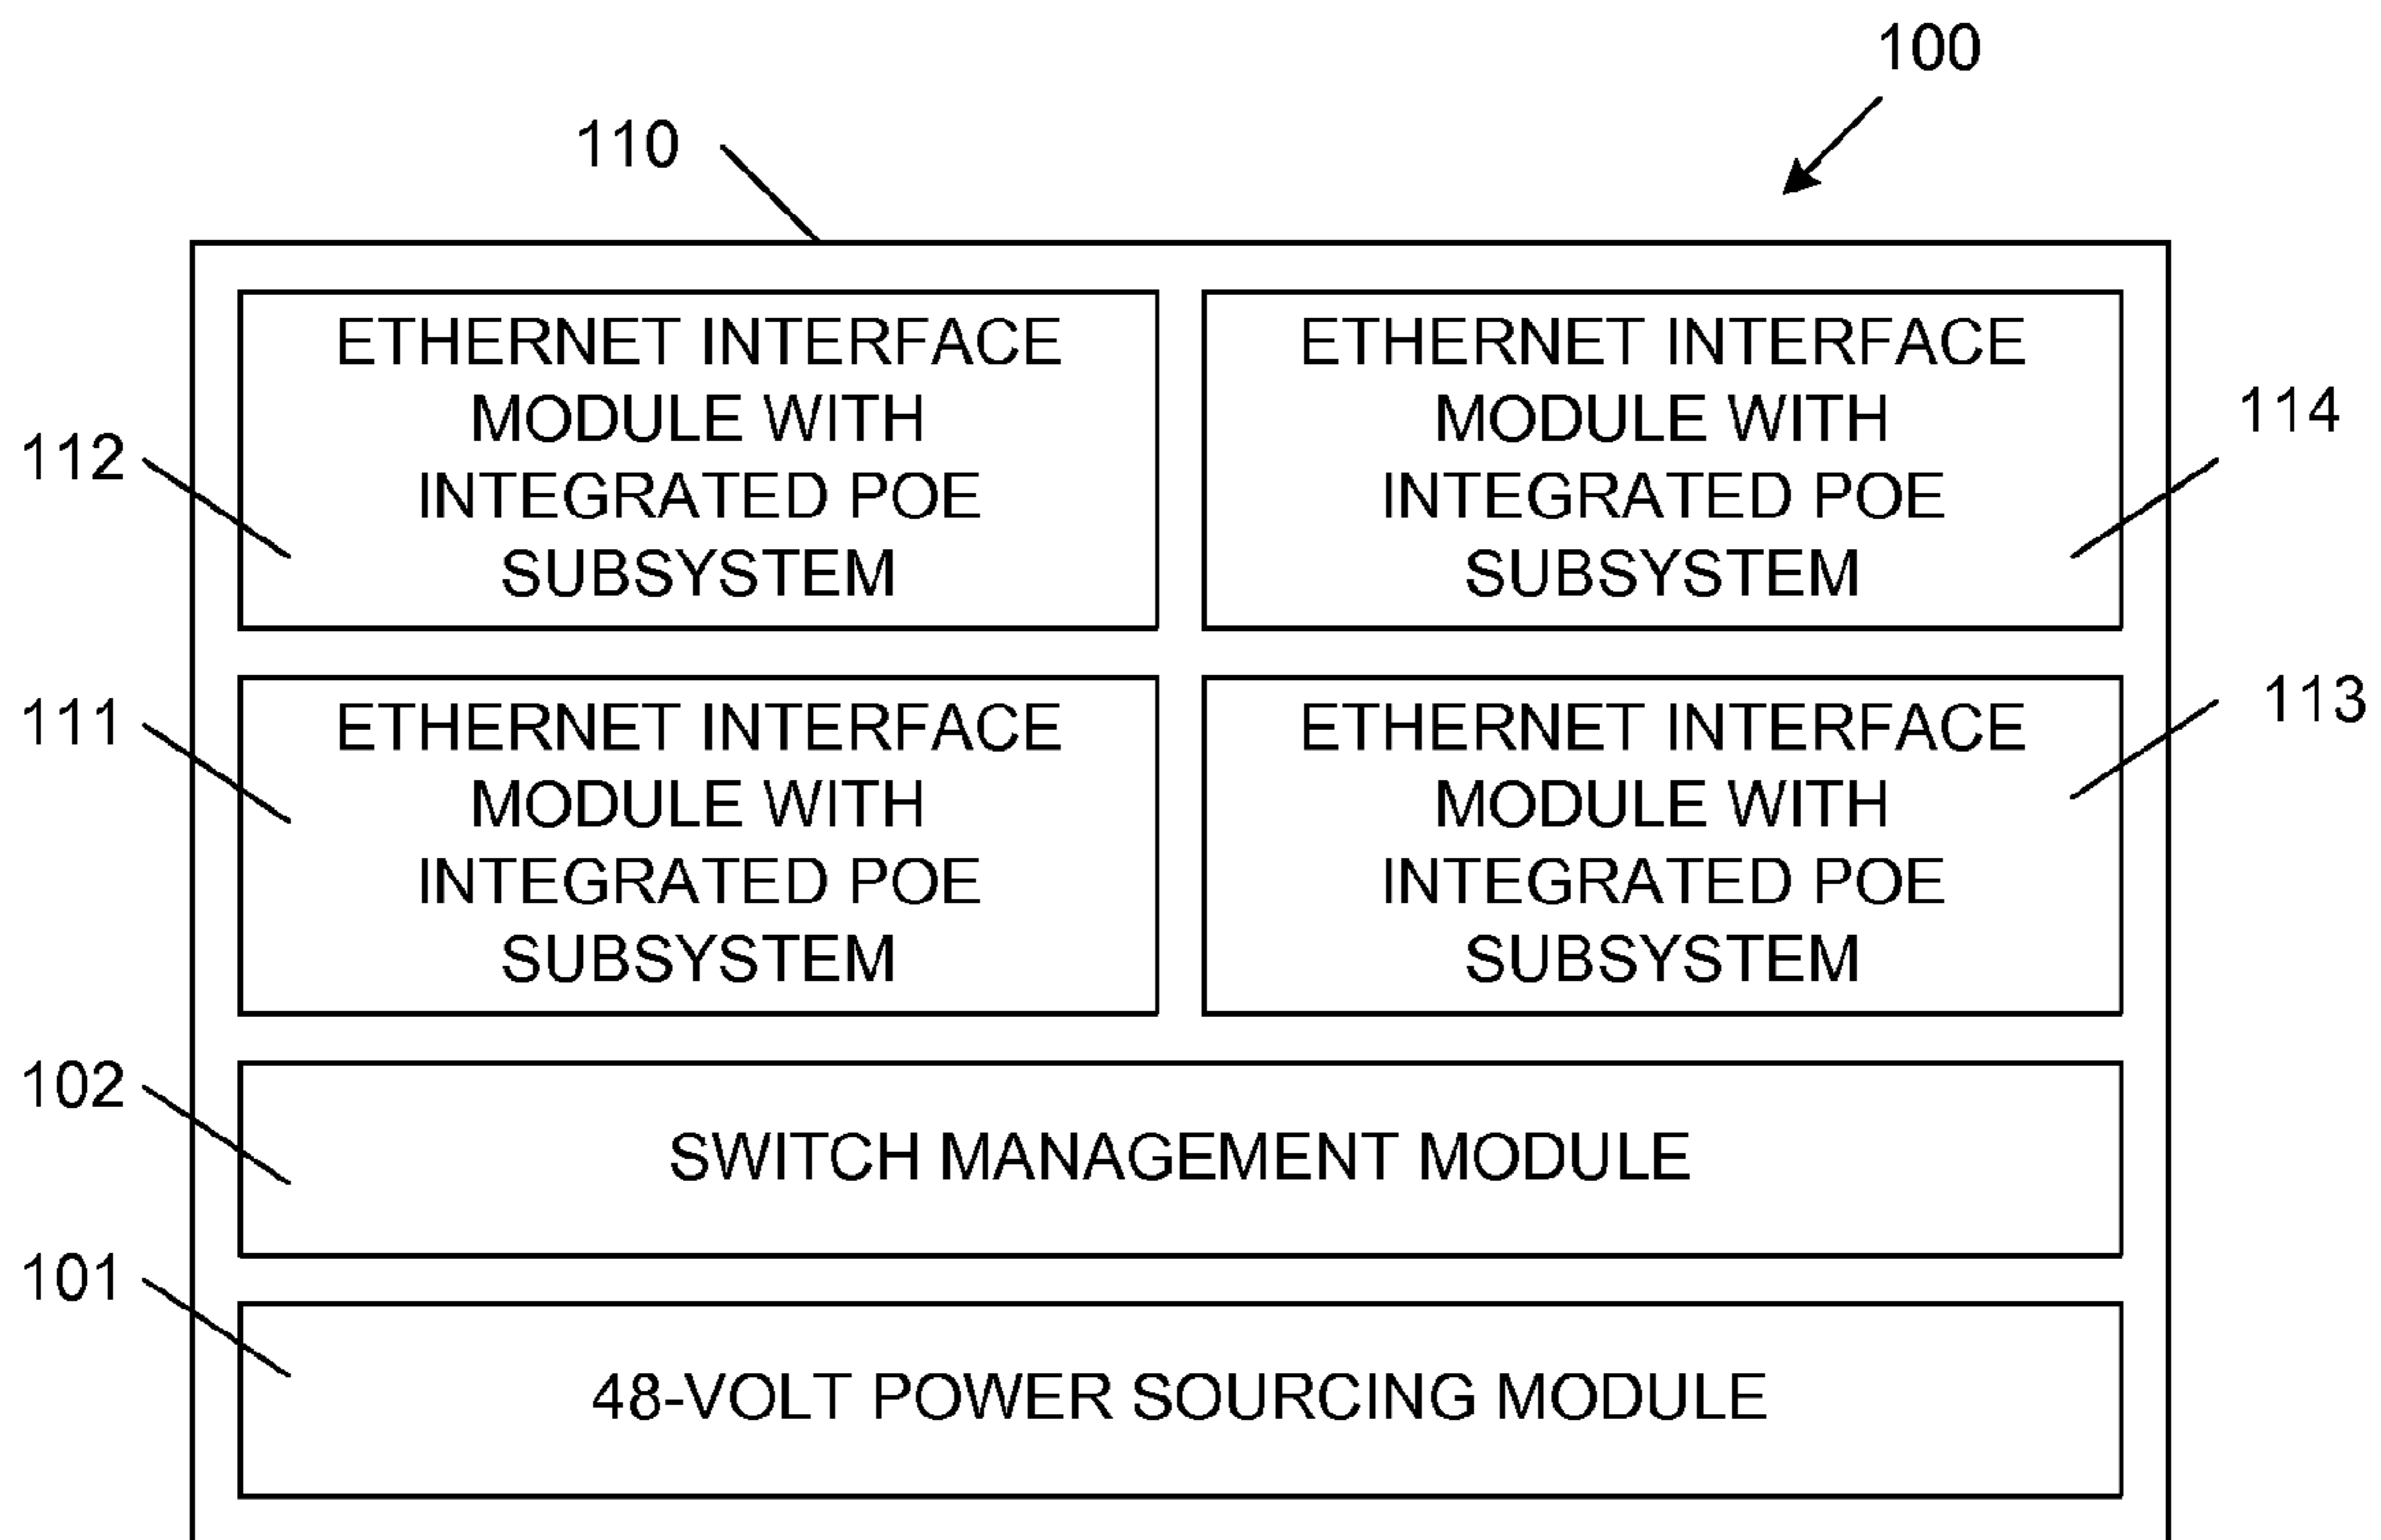 100
110
ETHERNET INTERFACE
MODULE WITH
INTEGRATED POE
SUBSYSTEM
112
ETHERNET INTERFACE
MODULE WITH
INTEGRATED POE
SUBSYSTEM
114
ETHERNET INTERFACE
MODULE WITH
INTEGRATED POE
SUBSYSTEM
111
ETHERNET INTERFACE
MODULE WITH
INTEGRATED POE
SUBSYSTEM
113
102
SWITCH MANAGEMENT MODULE
101
48-VOLT POWER SOURCING MODULE